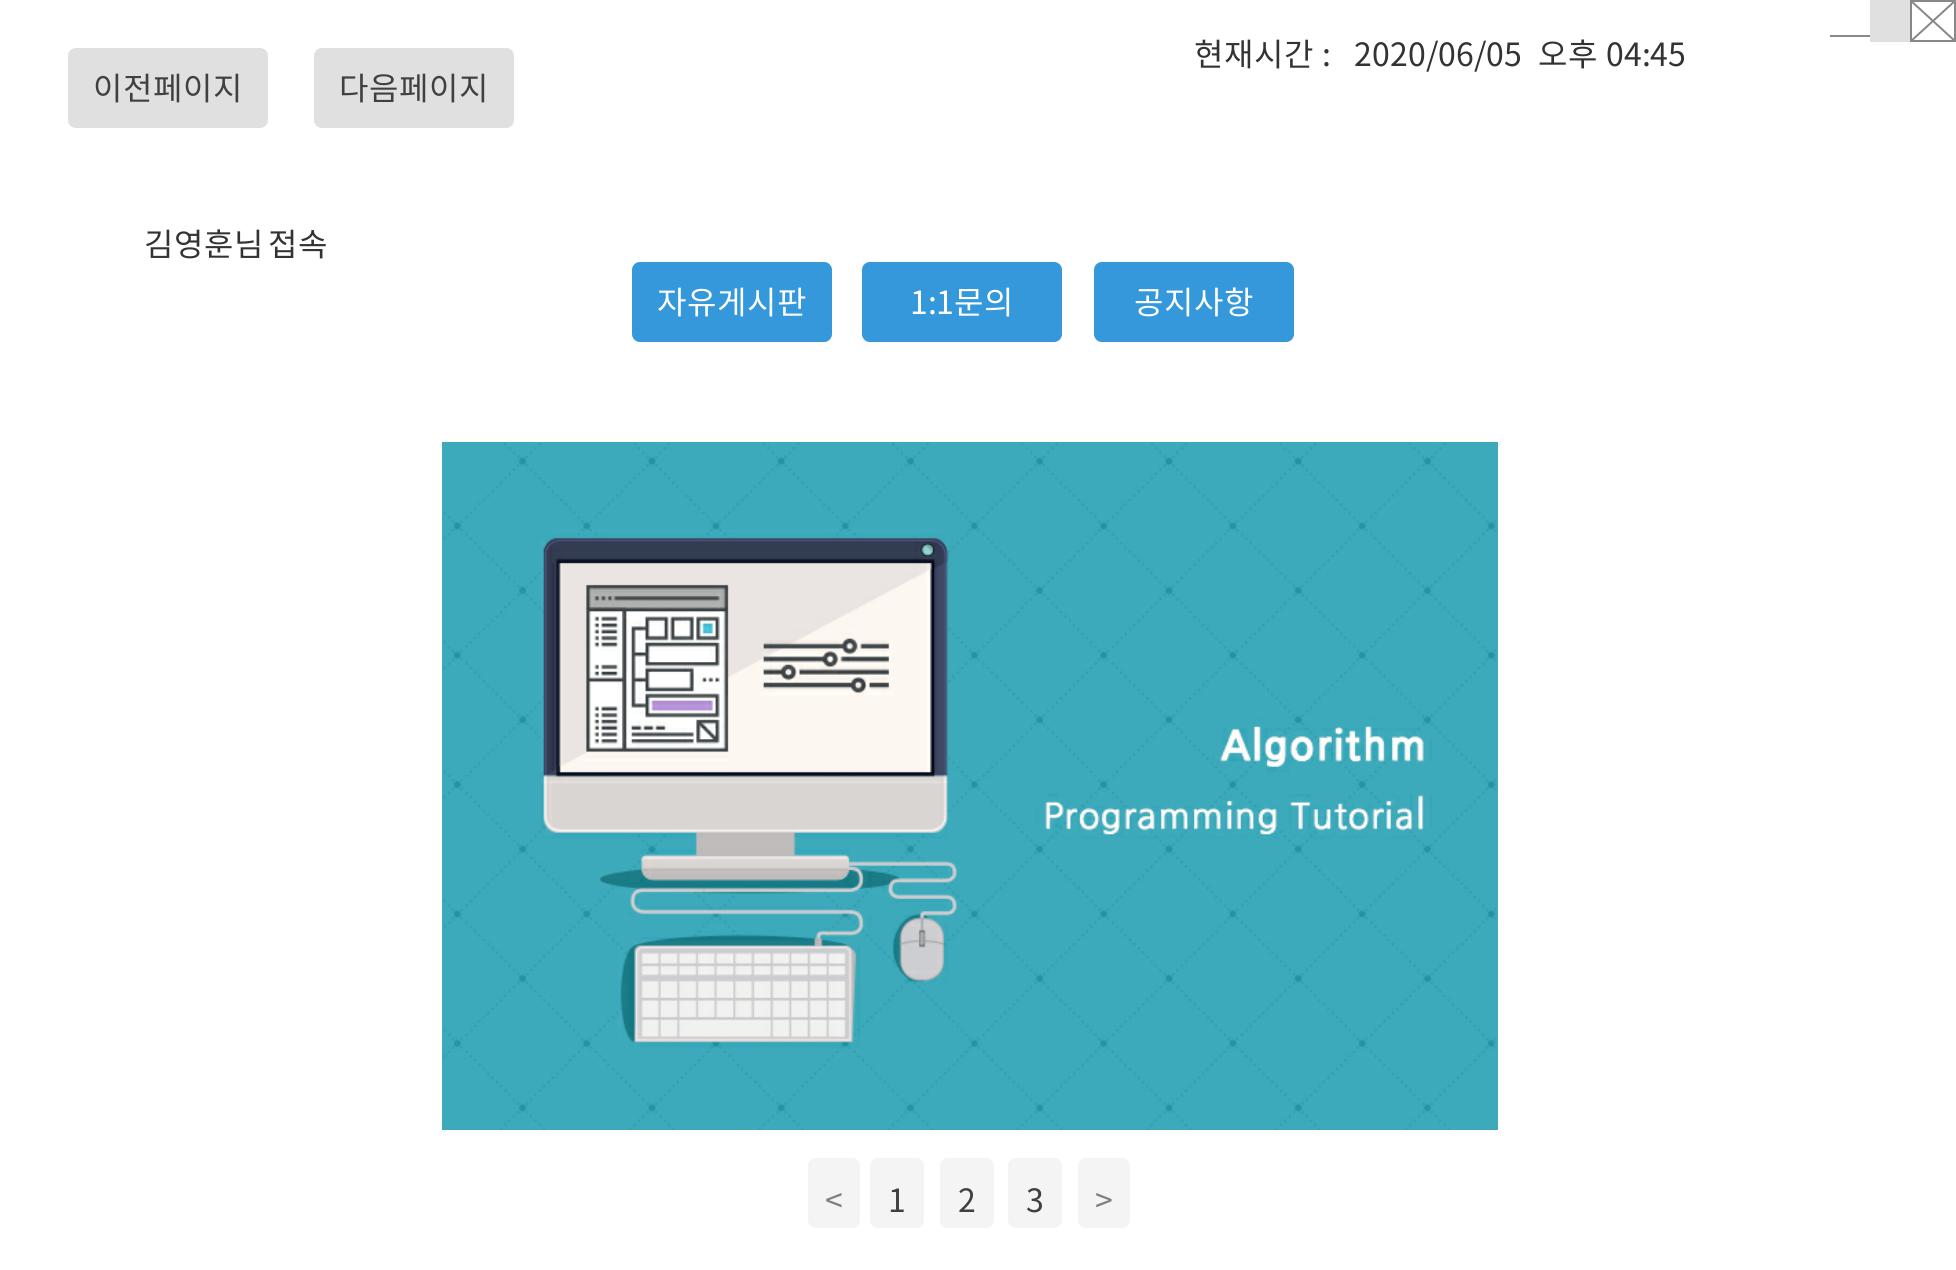 현재시간 :   2020/06/05  오후 04:45
이전페이지
다음페이지
김영훈님 접속
자유게시판
1:1문의
공지사항
Algorithm
Programming Tutorial
< 1 2 3 >